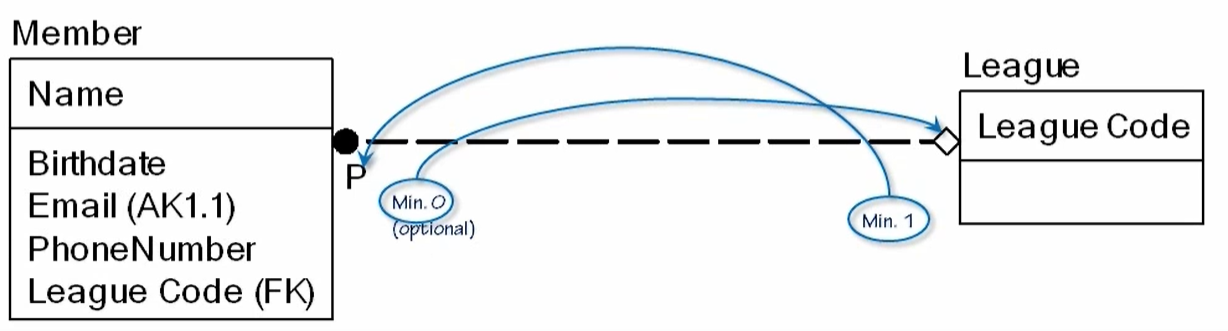 Member
Name
Birthdate
Email (AK1.1)
PhoneNumber
League Code (FK)
P
Min. 0
(optional)
Min. 1
League
League Code